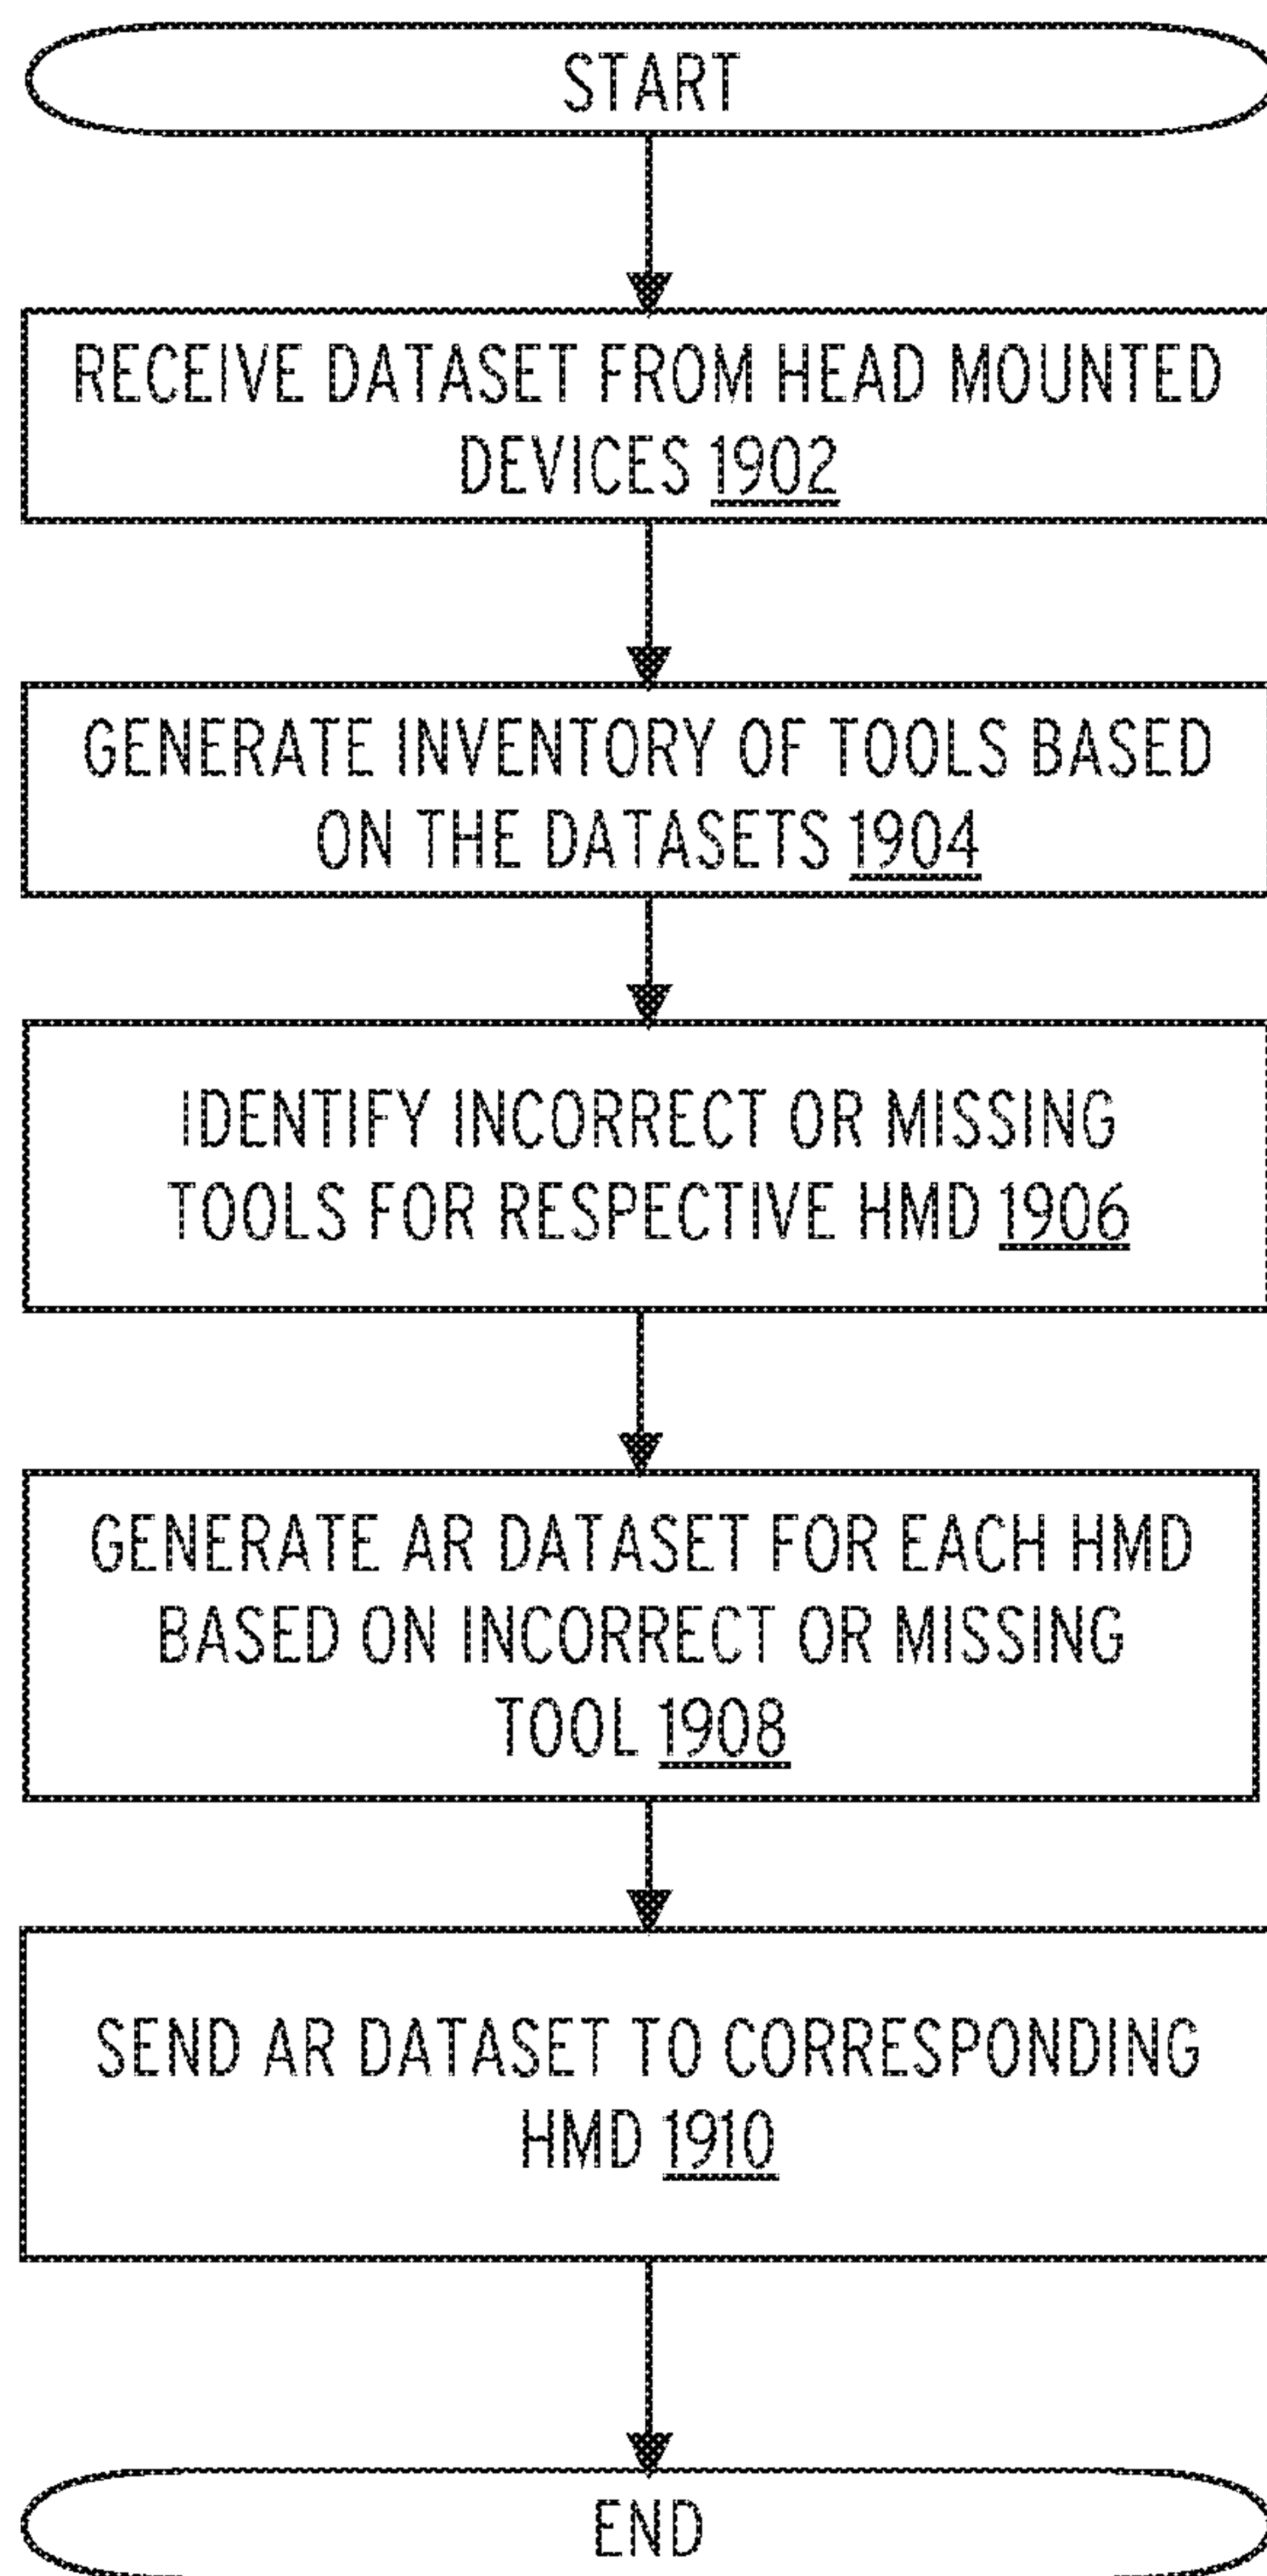 START
RECEIVE DATASET FROM HEAD MOUNTED
DEVICES 1902
GENERATE INVENTORY OF TOOLS BASED
ON THE DATASETS 1904
IDENTIFY INCORRECT OR MISSING
TOOLS FOR RESPECTIVE HMD 1906
GENERATE AR DATASET FOR EACH HMD
BASED ON INCORRECT OR MISSING
TOOL 1908
SEND AR DATASET TO CORRESPONDING
HMD 1910
END